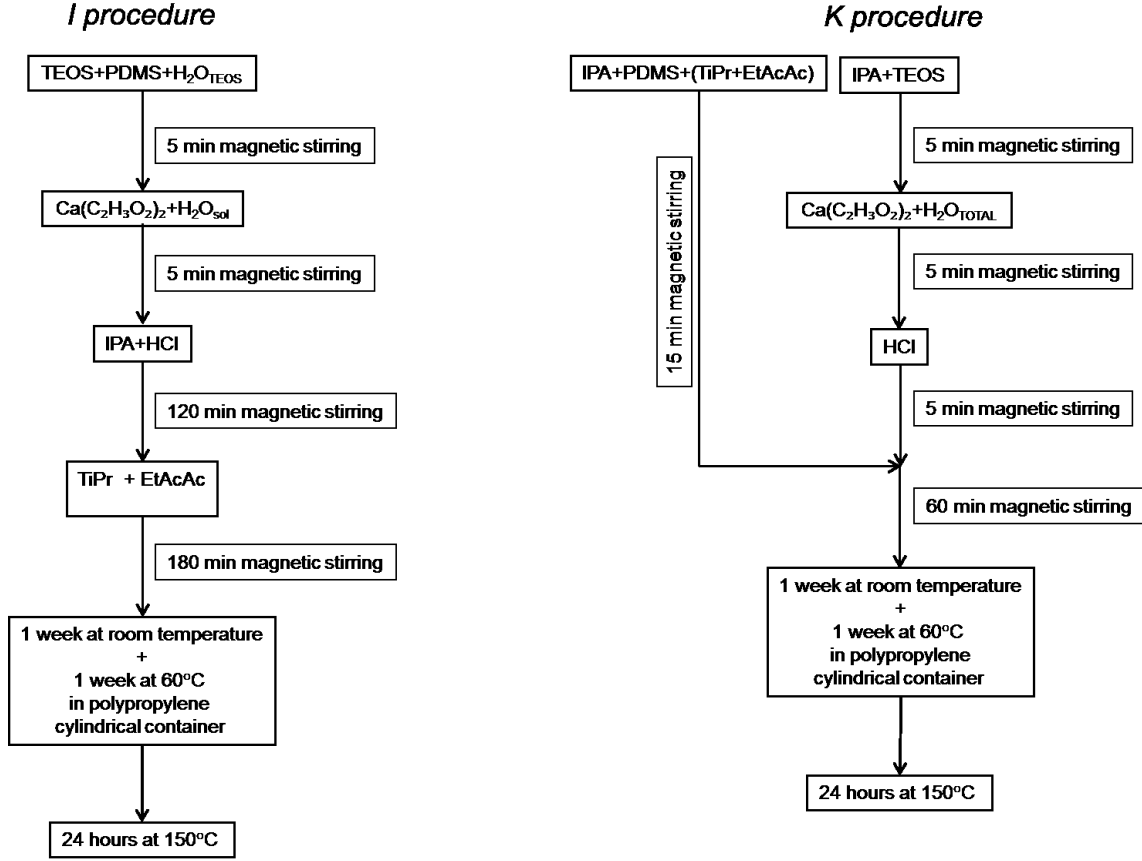 I procedure
TEOS+PDMS+H₂O_TEOS
5 min magnetic stirring
Ca(C₂H₃O₂)₂+H₂O_sol
5 min magnetic stirring
IPA+HCl
120 min magnetic stirring
TiPr + EtAcAc
180 min magnetic stirring
1 week at room temperature
+
1 week at 60°C
in polypropylene
cylindrical container
24 hours at 150°C
K procedure
IPA+PDMS+(TiPr+EtAcAc)
15 min magnetic stirring
IPA+TEOS
5 min magnetic stirring
Ca(C₂H₃O₂)₂+H₂O_TOTAL
5 min magnetic stirring
HCl
5 min magnetic stirring
60 min magnetic stirring
1 week at room temperature
+
1 week at 60°C
in polypropylene
cylindrical container
24 hours at 150°C